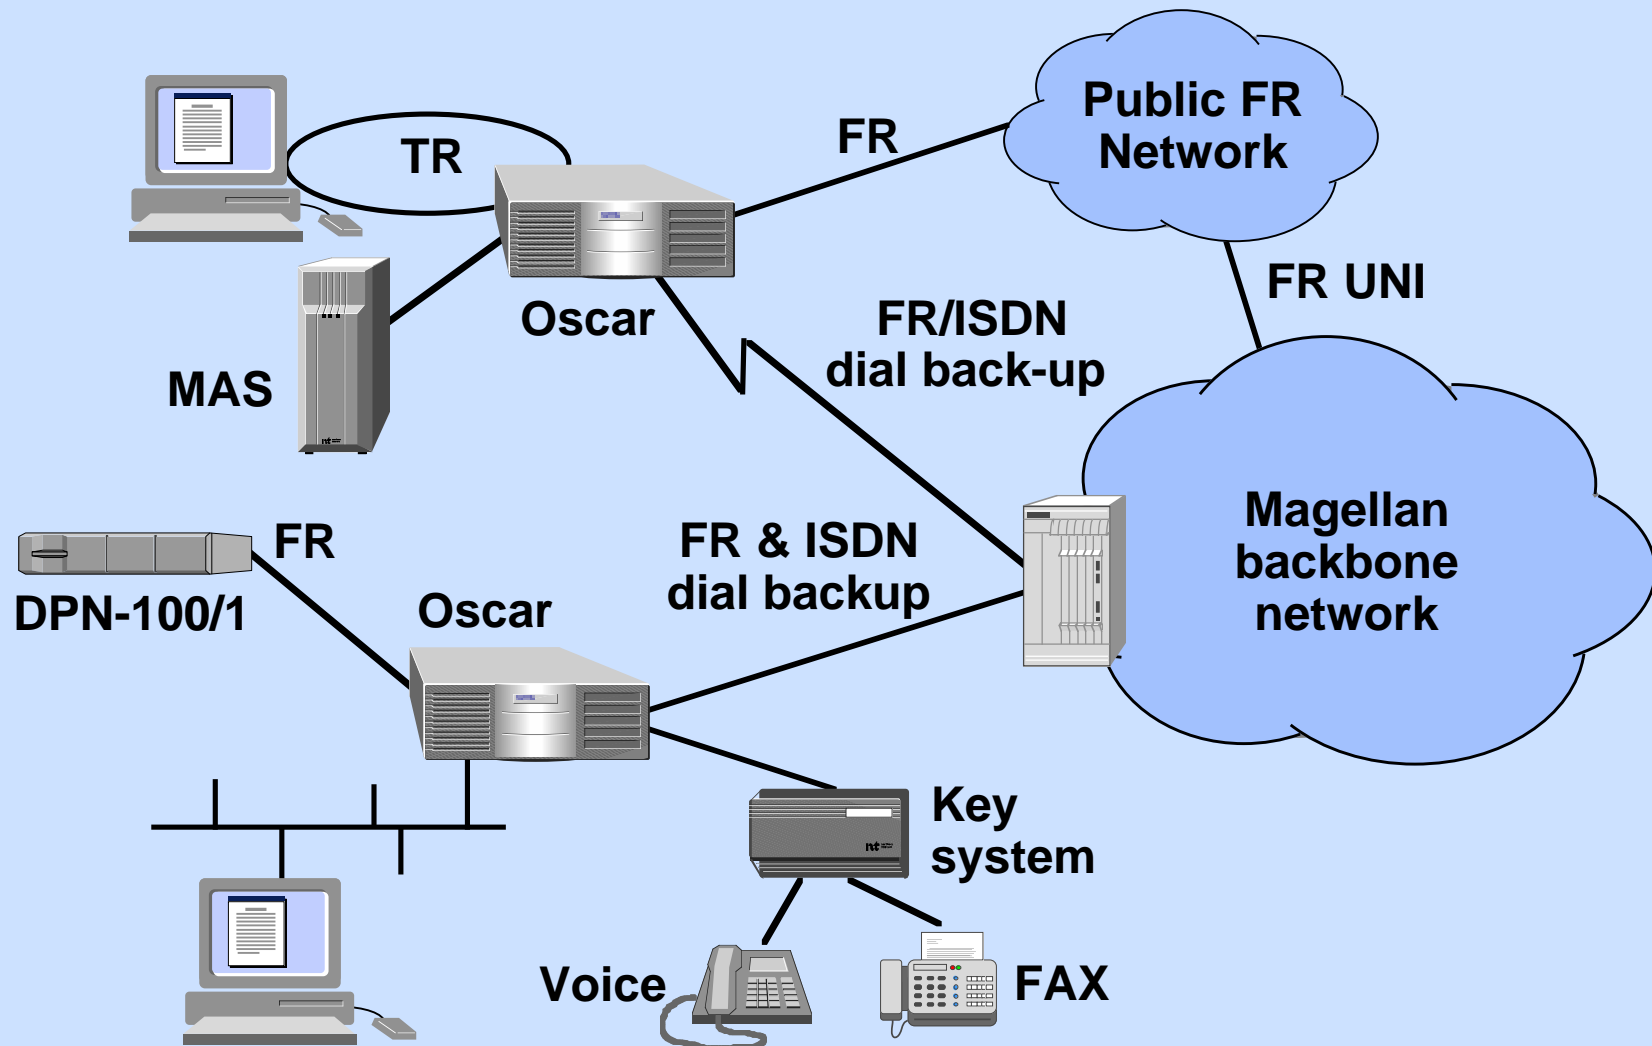 Public FR
Network
FR
TR
FR UNI
Oscar
FR/ISDN
dial back-up
MAS
Magellan
backbone
network
FR
FR & ISDN
dial backup
DPN-100/1
Oscar
Key
system
Voice
FAX